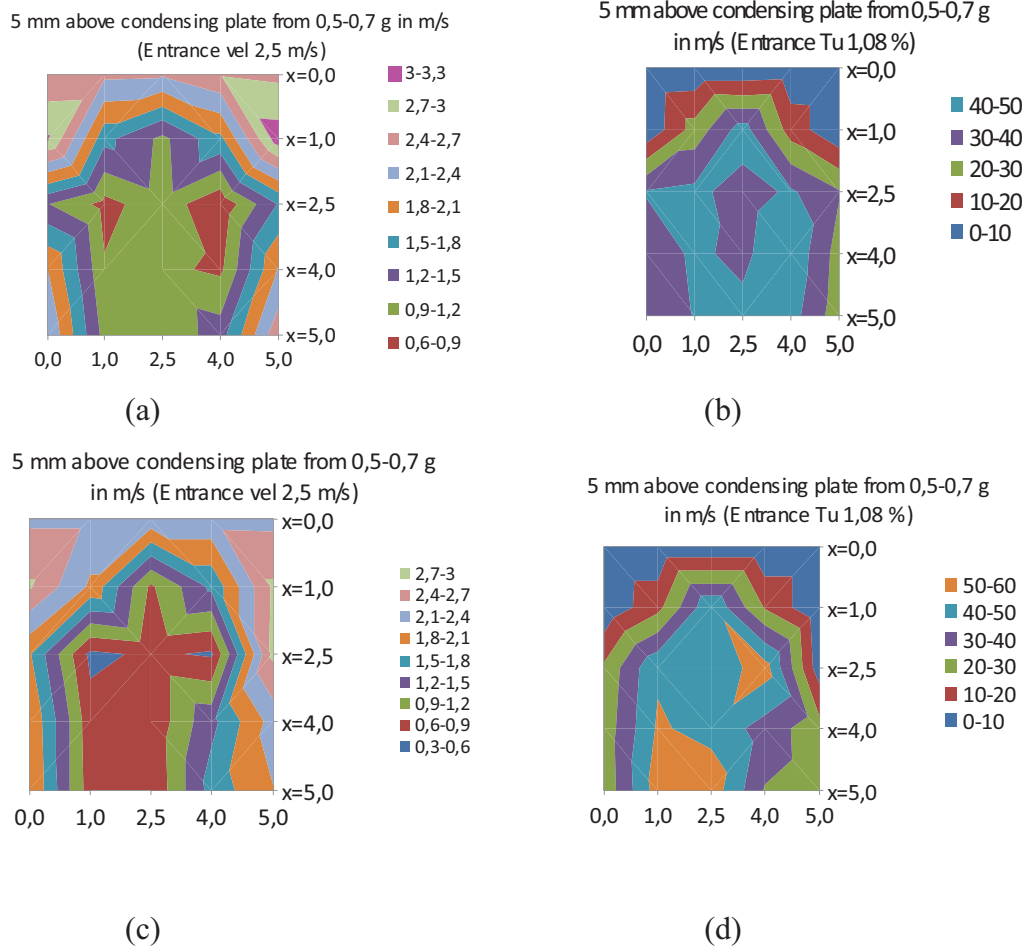 5 mm above condensing plate from 0,5-0,7 g in m/s
(Entrance vel 2,5 m/s)
x=0,0
x=1,0
x=2,5
x=4,0
x=5,0
0,0 1,0 2,5 4,0 5,0
3-3,3
2,7-3
2,4-2,7
2,1-2,4
1,8-2,1
1,5-1,8
1,2-1,5
0,9-1,2
0,6-0,9
(a)
5 mm above condensing plate from 0,5-0,7 g
in m/s (Entrance Tu 1,08 %)
x=0,0
x=1,0
x=2,5
x=4,0
x=5,0
0,0 1,0 2,5 4,0 5,0
40-50
30-40
20-30
10-20
0-10
(b)
5 mm above condensing plate from 0,5-0,7 g
in m/s (Entrance vel 2,5 m/s)
x=0,0
x=1,0
x=2,5
x=4,0
x=5,0
0,0 1,0 2,5 4,0 5,0
2,7-3
2,4-2,7
2,1-2,4
1,8-2,1
1,5-1,8
1,2-1,5
0,9-1,2
0,6-0,9
0,3-0,6
(c)
5 mm above condensing plate from 0,5-0,7 g
in m/s (Entrance Tu 1,08 %)
x=0,0
x=1,0
x=2,5
x=4,0
x=5,0
0,0 1,0 2,5 4,0 5,0
50-60
40-50
30-40
20-30
10-20
0-10
(d)